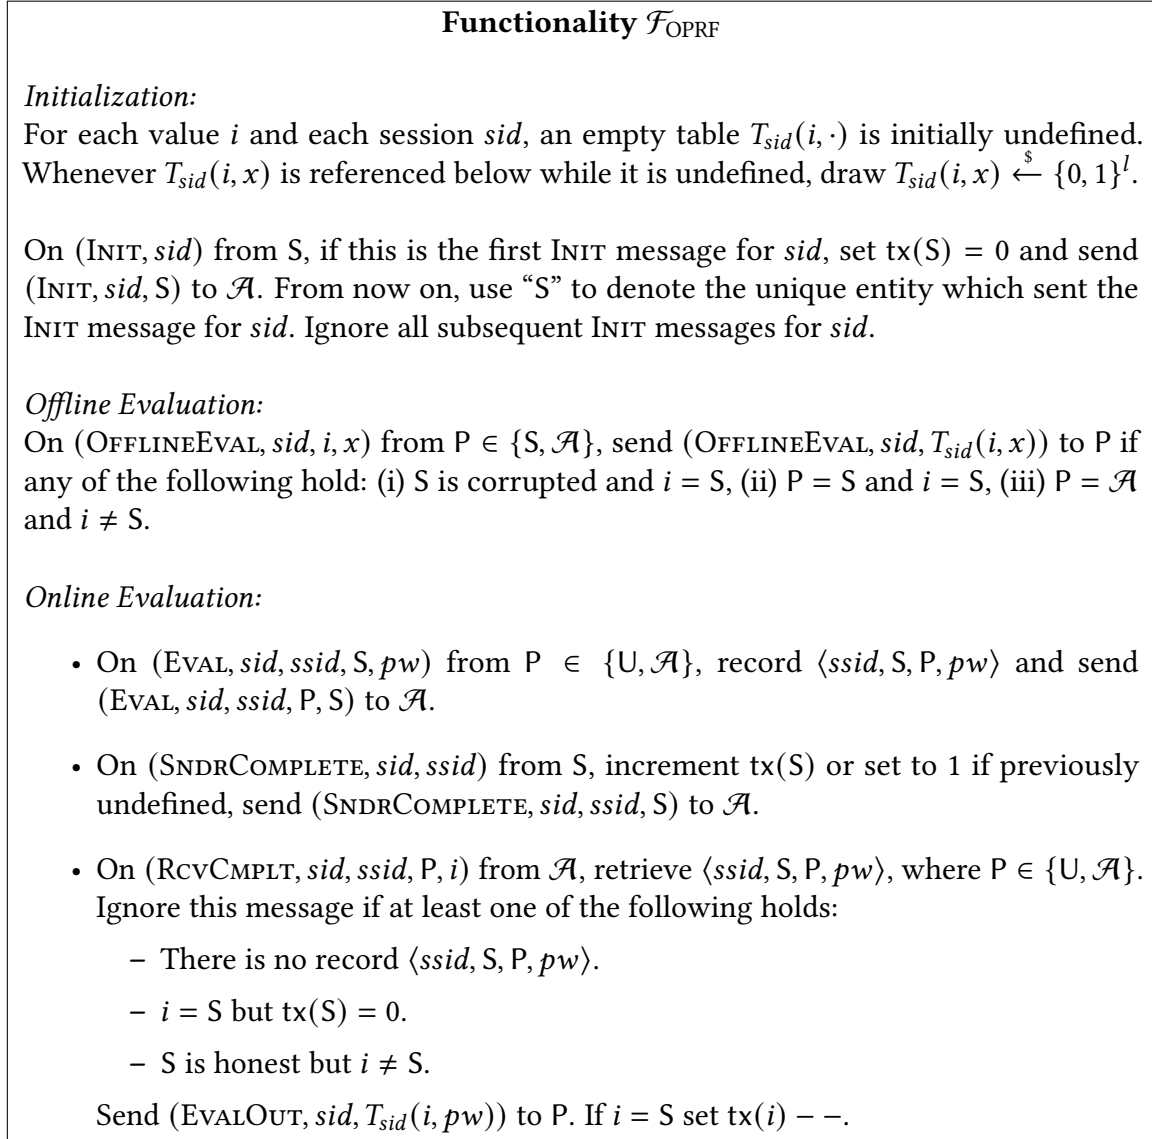 Functionality ℱ_OPRF
Initialization:
For each value i and each session sid, an empty table T_sid(i, ·) is initially undefined.
Whenever T_sid(i, x) is referenced below while it is undefined, draw T_sid(i, x) ←$ {0, 1}^l.
On (Init, sid) from S, if this is the first Init message for sid, set tx(S) = 0 and send
(Init, sid, S) to 𝒜. From now on, use “S” to denote the unique entity which sent the
Init message for sid. Ignore all subsequent Init messages for sid.
Offline Evaluation:
On (OfflineEval, sid, i, x) from P ∈ {S, 𝒜}, send (OfflineEval, sid, T_sid(i, x)) to P if
any of the following hold: (i) S is corrupted and i = S, (ii) P = S and i = S, (iii) P = 𝒜
and i ≠ S.
Online Evaluation:
• On (Eval, sid, ssid, S, pw) from P ∈ {U, 𝒜}, record ⟨ssid, S, P, pw⟩ and send
(Eval, sid, ssid, P, S) to 𝒜.
• On (SndrComplete, sid, ssid) from S, increment tx(S) or set to 1 if previously
undefined, send (SndrComplete, sid, ssid, S) to 𝒜.
• On (RcvCmplt, sid, ssid, P, i) from 𝒜, retrieve ⟨ssid, S, P, pw⟩, where P ∈ {U, 𝒜}.
Ignore this message if at least one of the following holds:
– There is no record ⟨ssid, S, P, pw⟩.
– i = S but tx(S) = 0.
– S is honest but i ≠ S.
Send (EvalOut, sid, T_sid(i, pw)) to P. If i = S set tx(i) − −.